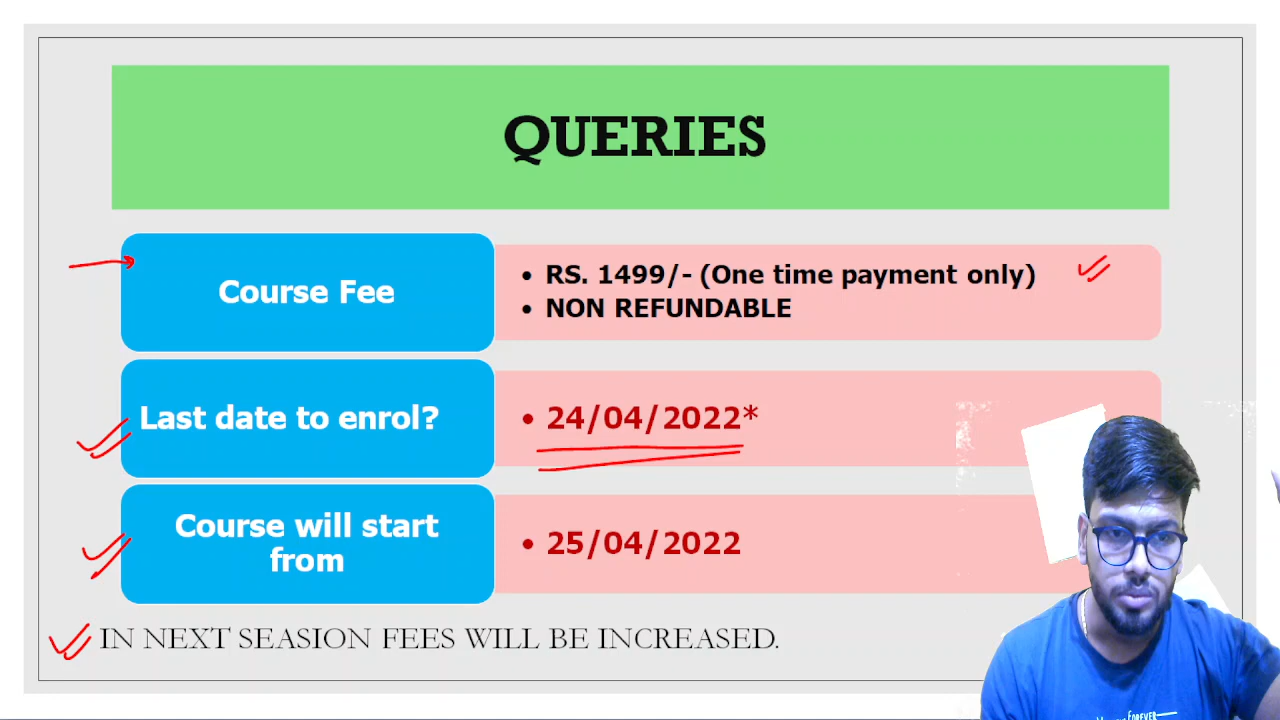 QUERIES
Course Fee
• RS. 1499/- (One time payment only)
• NON REFUNDABLE
Last date to enrol?
• 24/04/2022*
Course will start
from
• 25/04/2022
IN NEXT SEASION FEES WILL BE INCREASED.
FOREVER